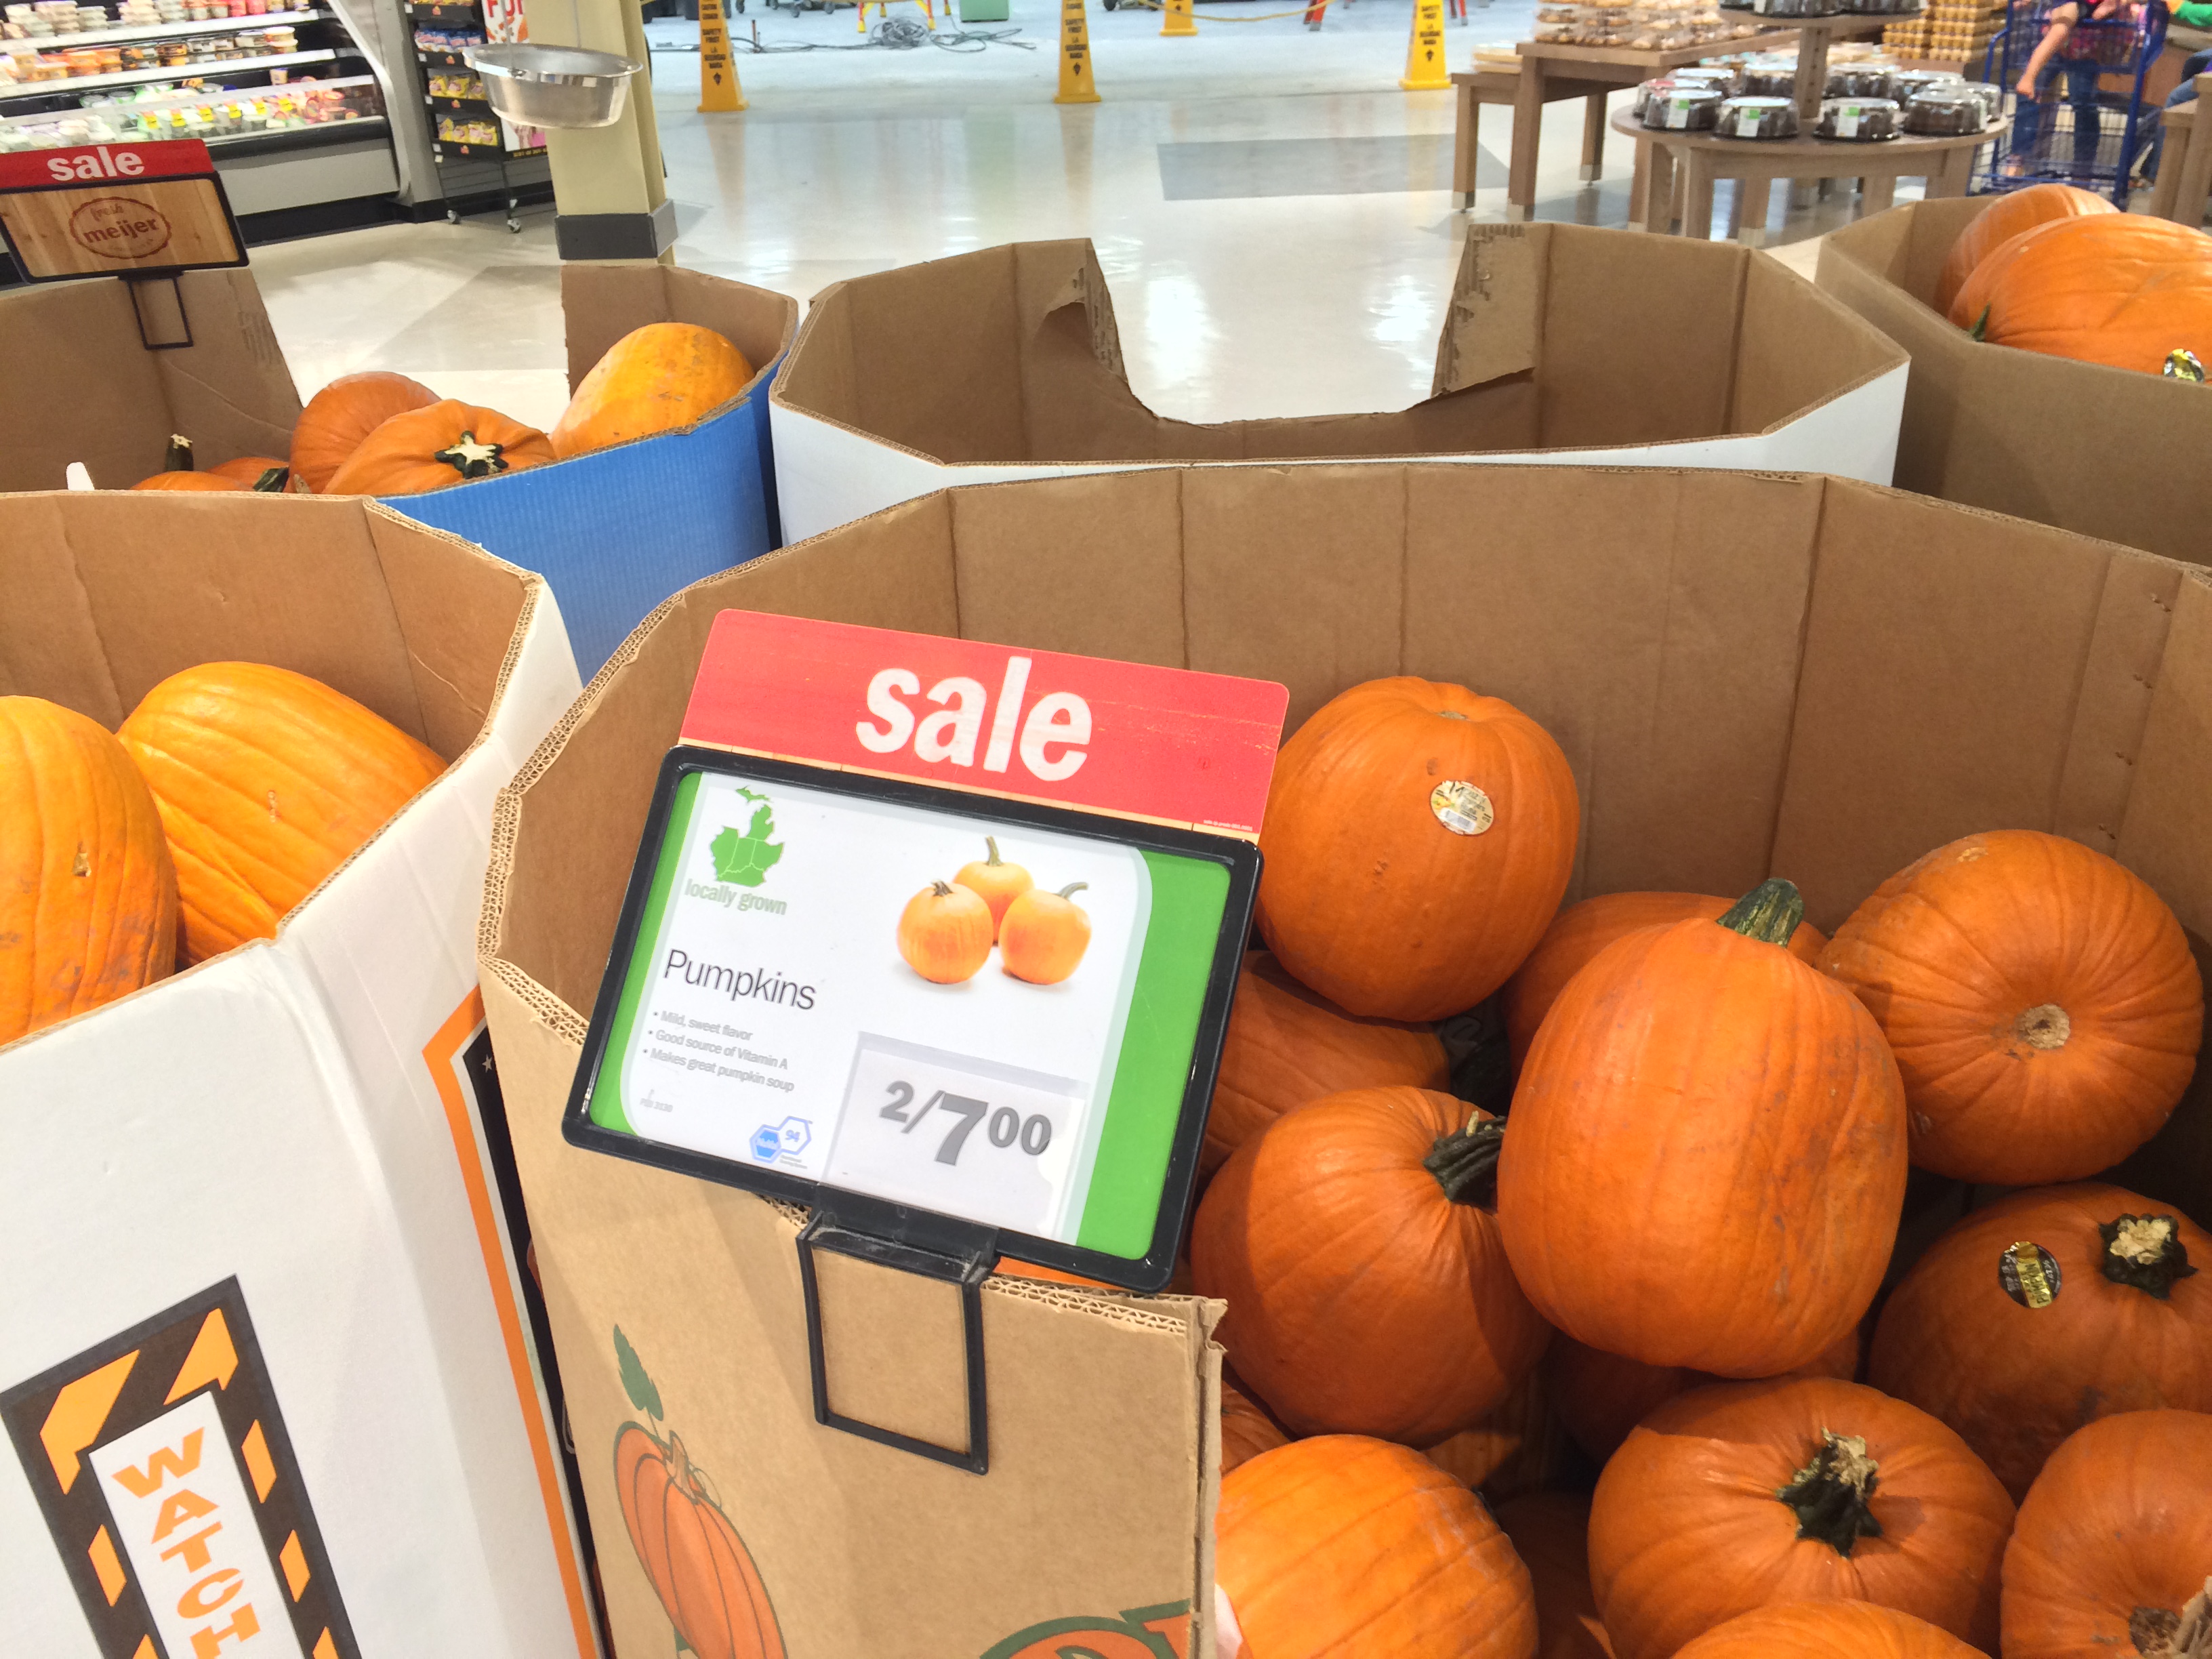 sale
fresh
meijer
sale
locally grown
Pumpkins
• Mild, sweet flavor
• Good source of Vitamin A
• Makes great pumpkin soup
94
2/700
WATCH